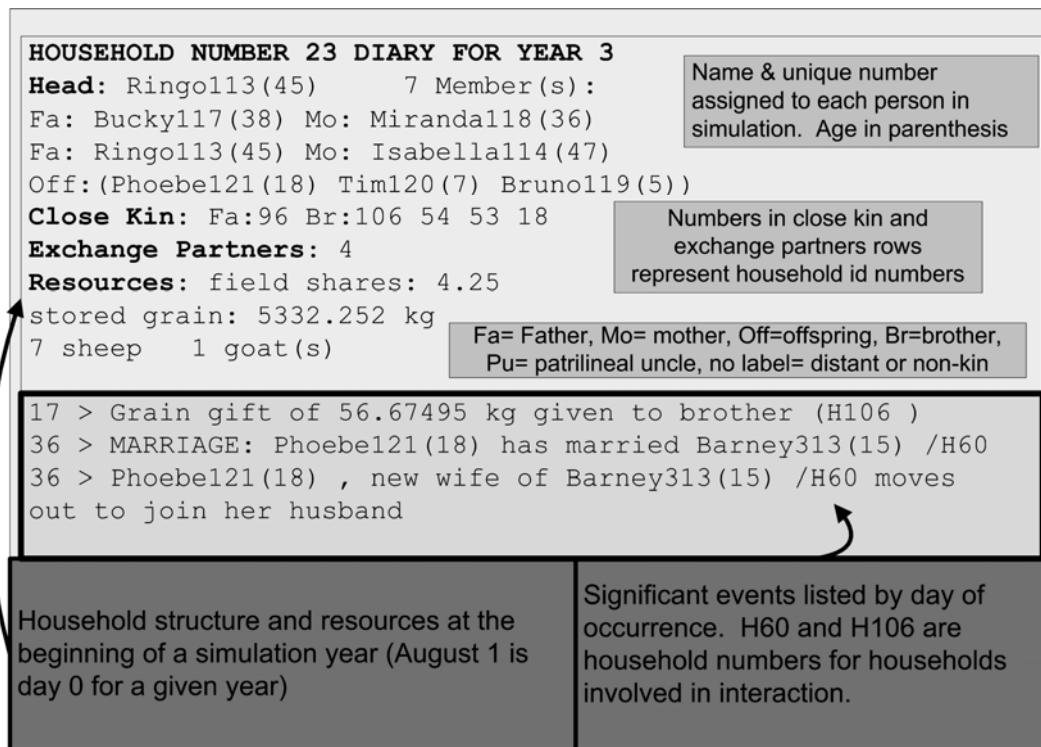 HOUSEHOLD NUMBER 23 DIARY FOR YEAR 3
Head: Ringo113(45) 7 Member(s):
Fa: Bucky117(38) Mo: Miranda118(36)
Fa: Ringo113(45) Mo: Isabella114(47)
Off:(Phoebe121(18) Tim120(7) Bruno119(5))
Close Kin: Fa:96 Br:106 54 53 18
Exchange Partners: 4
Resources: field shares: 4.25
stored grain: 5332.252 kg
7 sheep 1 goat(s)
Name & unique number
assigned to each person in
simulation. Age in parenthesis
Numbers in close kin and
exchange partners rows
represent household id numbers
Fa= Father, Mo= mother, Off=offspring, Br=brother,
Pu= patrilineal uncle, no label= distant or non-kin
17 > Grain gift of 56.67495 kg given to brother (H106 )
36 > MARRIAGE: Phoebe121(18) has married Barney313(15) /H60
36 > Phoebe121(18) , new wife of Barney313(15) /H60 moves
out to join her husband
Household structure and resources at the
beginning of a simulation year (August 1 is
day 0 for a given year)
Significant events listed by day of
occurrence. H60 and H106 are
household numbers for households
involved in interaction.